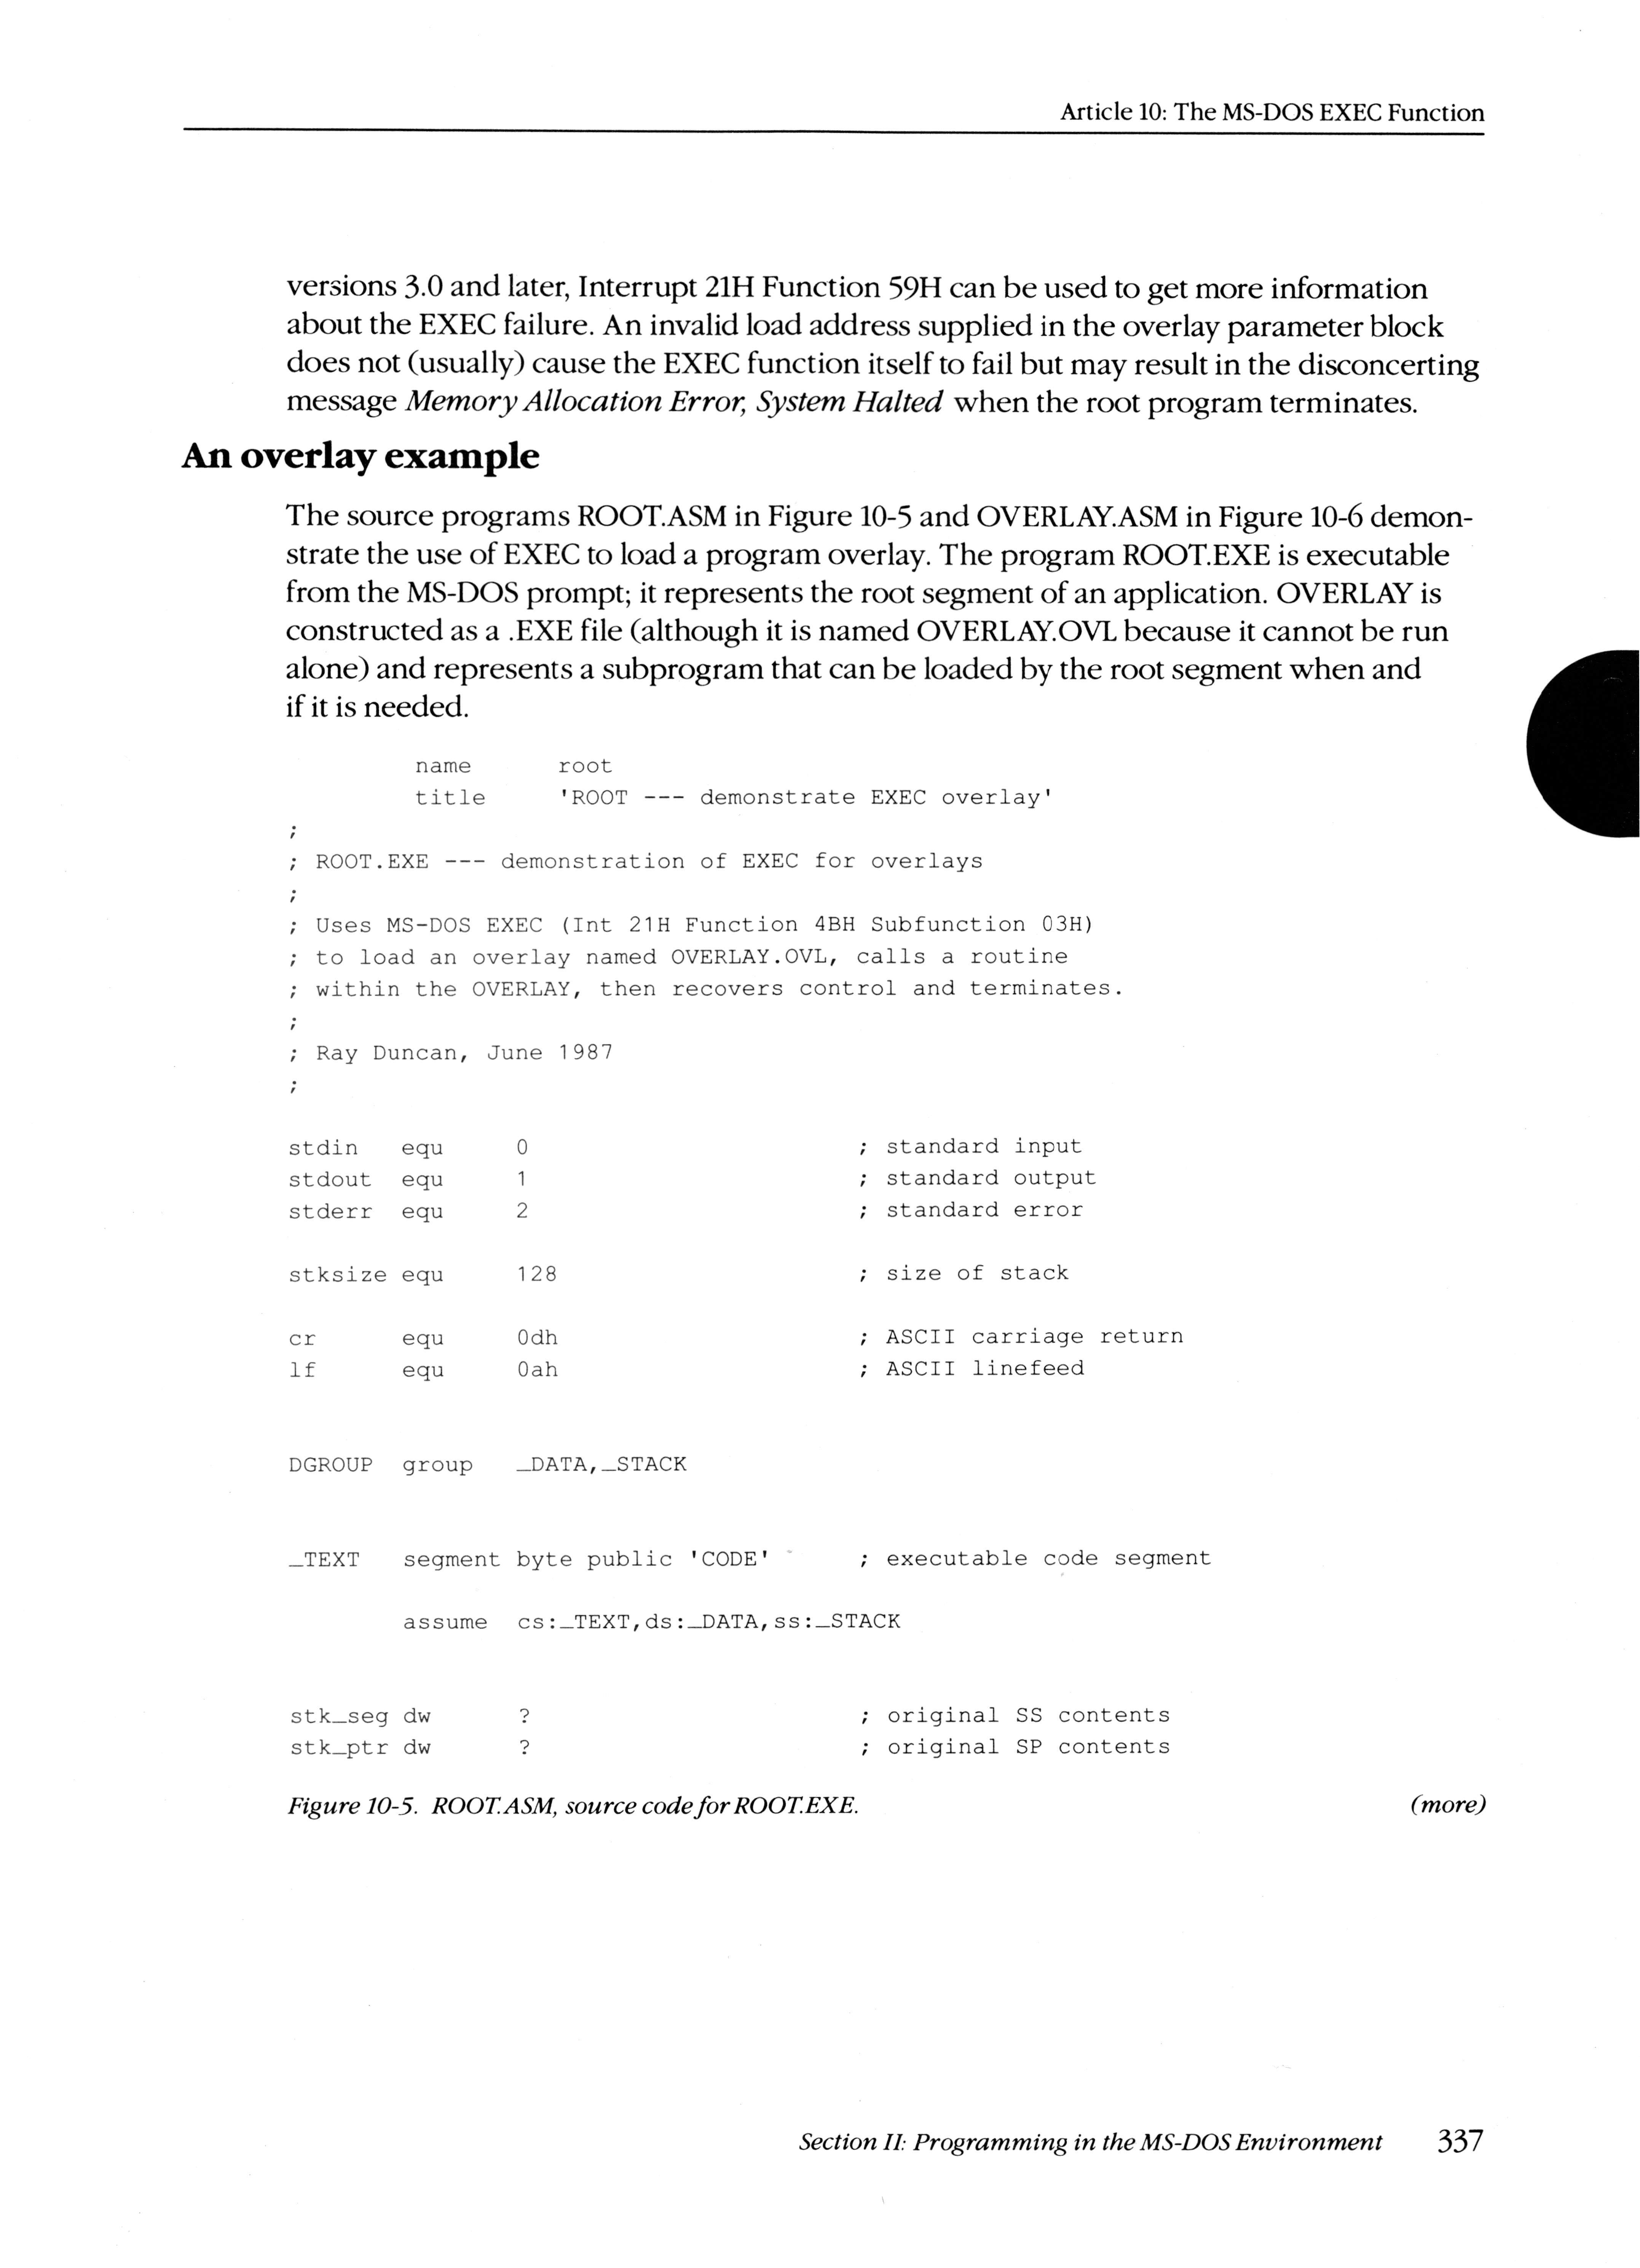 Article 10: The MS-DOS EXEC Function
versions 3.0 and later, Interrupt 21H Function 59H can be used to get more information
about the EXEC failure. An invalid load address supplied in the overlay parameter block
does not (usually) cause the EXEC function itself to fail but may result in the disconcerting
message Memory Allocation Error, System Halted when the root program terminates.
An overlay example
The source programs ROOT.ASM in Figure 10-5 and OVERLAY.ASM in Figure 10-6 demon-
strate the use of EXEC to load a program overlay. The program ROOT.EXE is executable
from the MS-DOS prompt; it represents the root segment of an application. OVERLAY is
constructed as a .EXE file (although it is named OVERLAY.OVL because it cannot be run
alone) and represents a subprogram that can be loaded by the root segment when and
if it is needed.
name root
title 'ROOT --- demonstrate EXEC overlay'
;
; ROOT.EXE --- demonstration of EXEC for overlays
;
; Uses MS-DOS EXEC (Int 21H Function 4BH Subfunction 03H)
; to load an overlay named OVERLAY.OVL, calls a routine
; within the OVERLAY, then recovers control and terminates.
;
; Ray Duncan, June 1987
;
stdin equ 0 ; standard input
stdout equ 1 ; standard output
stderr equ 2 ; standard error
stksize equ 128 ; size of stack
cr equ 0dh ; ASCII carriage return
lf equ 0ah ; ASCII linefeed
DGROUP group _DATA,_STACK
_TEXT segment byte public 'CODE' ; executable code segment
assume cs:_TEXT,ds:_DATA,ss:_STACK
stk_seg dw ? ; original SS contents
stk_ptr dw ? ; original SP contents
Figure 10-5. ROOT.ASM, source code for ROOT.EXE. (more)
Section II: Programming in the MS-DOS Environment 337